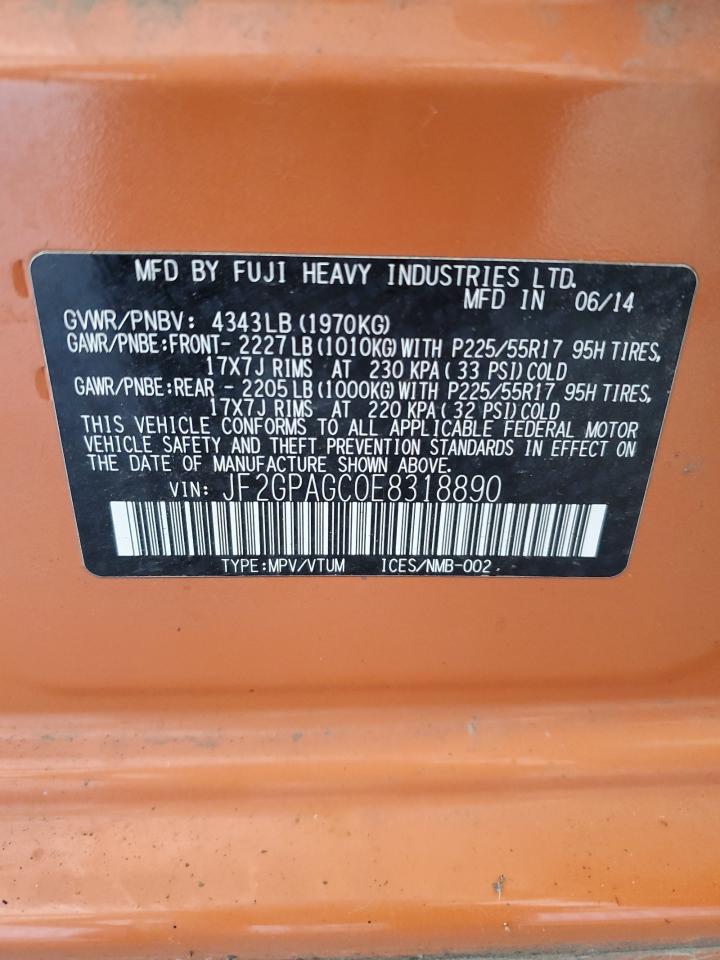 MFD BY FUJI HEAVY INDUSTRIES LTD.
MFD IN 06/14
GVWR/PNBV: 4343LB(1970KG)
GAWR/PNBE:FRONT- 2227LB(1010KG)WITH P225/55R17 95H TIRES,
17X7J RIMS AT 230 KPA(33 PSI)COLD
GAWR/PNBE:REAR - 2205LB(1000KG)WITH P225/55R17 95H TIRES,
17X7J RIMS AT 220 KPA(32 PSI)COLD
THIS VEHICLE CONFORMS TO ALL APPLICABLE FEDERAL MOTOR
VEHICLE SAFETY AND THEFT PREVENTION STANDARDS IN EFFECT ON
THE DATE OF MANUFACTURE SHOWN ABOVE.
VIN: JF2GPAGC0E8318890
TYPE:MPV/VTUM ICES/NMB-002